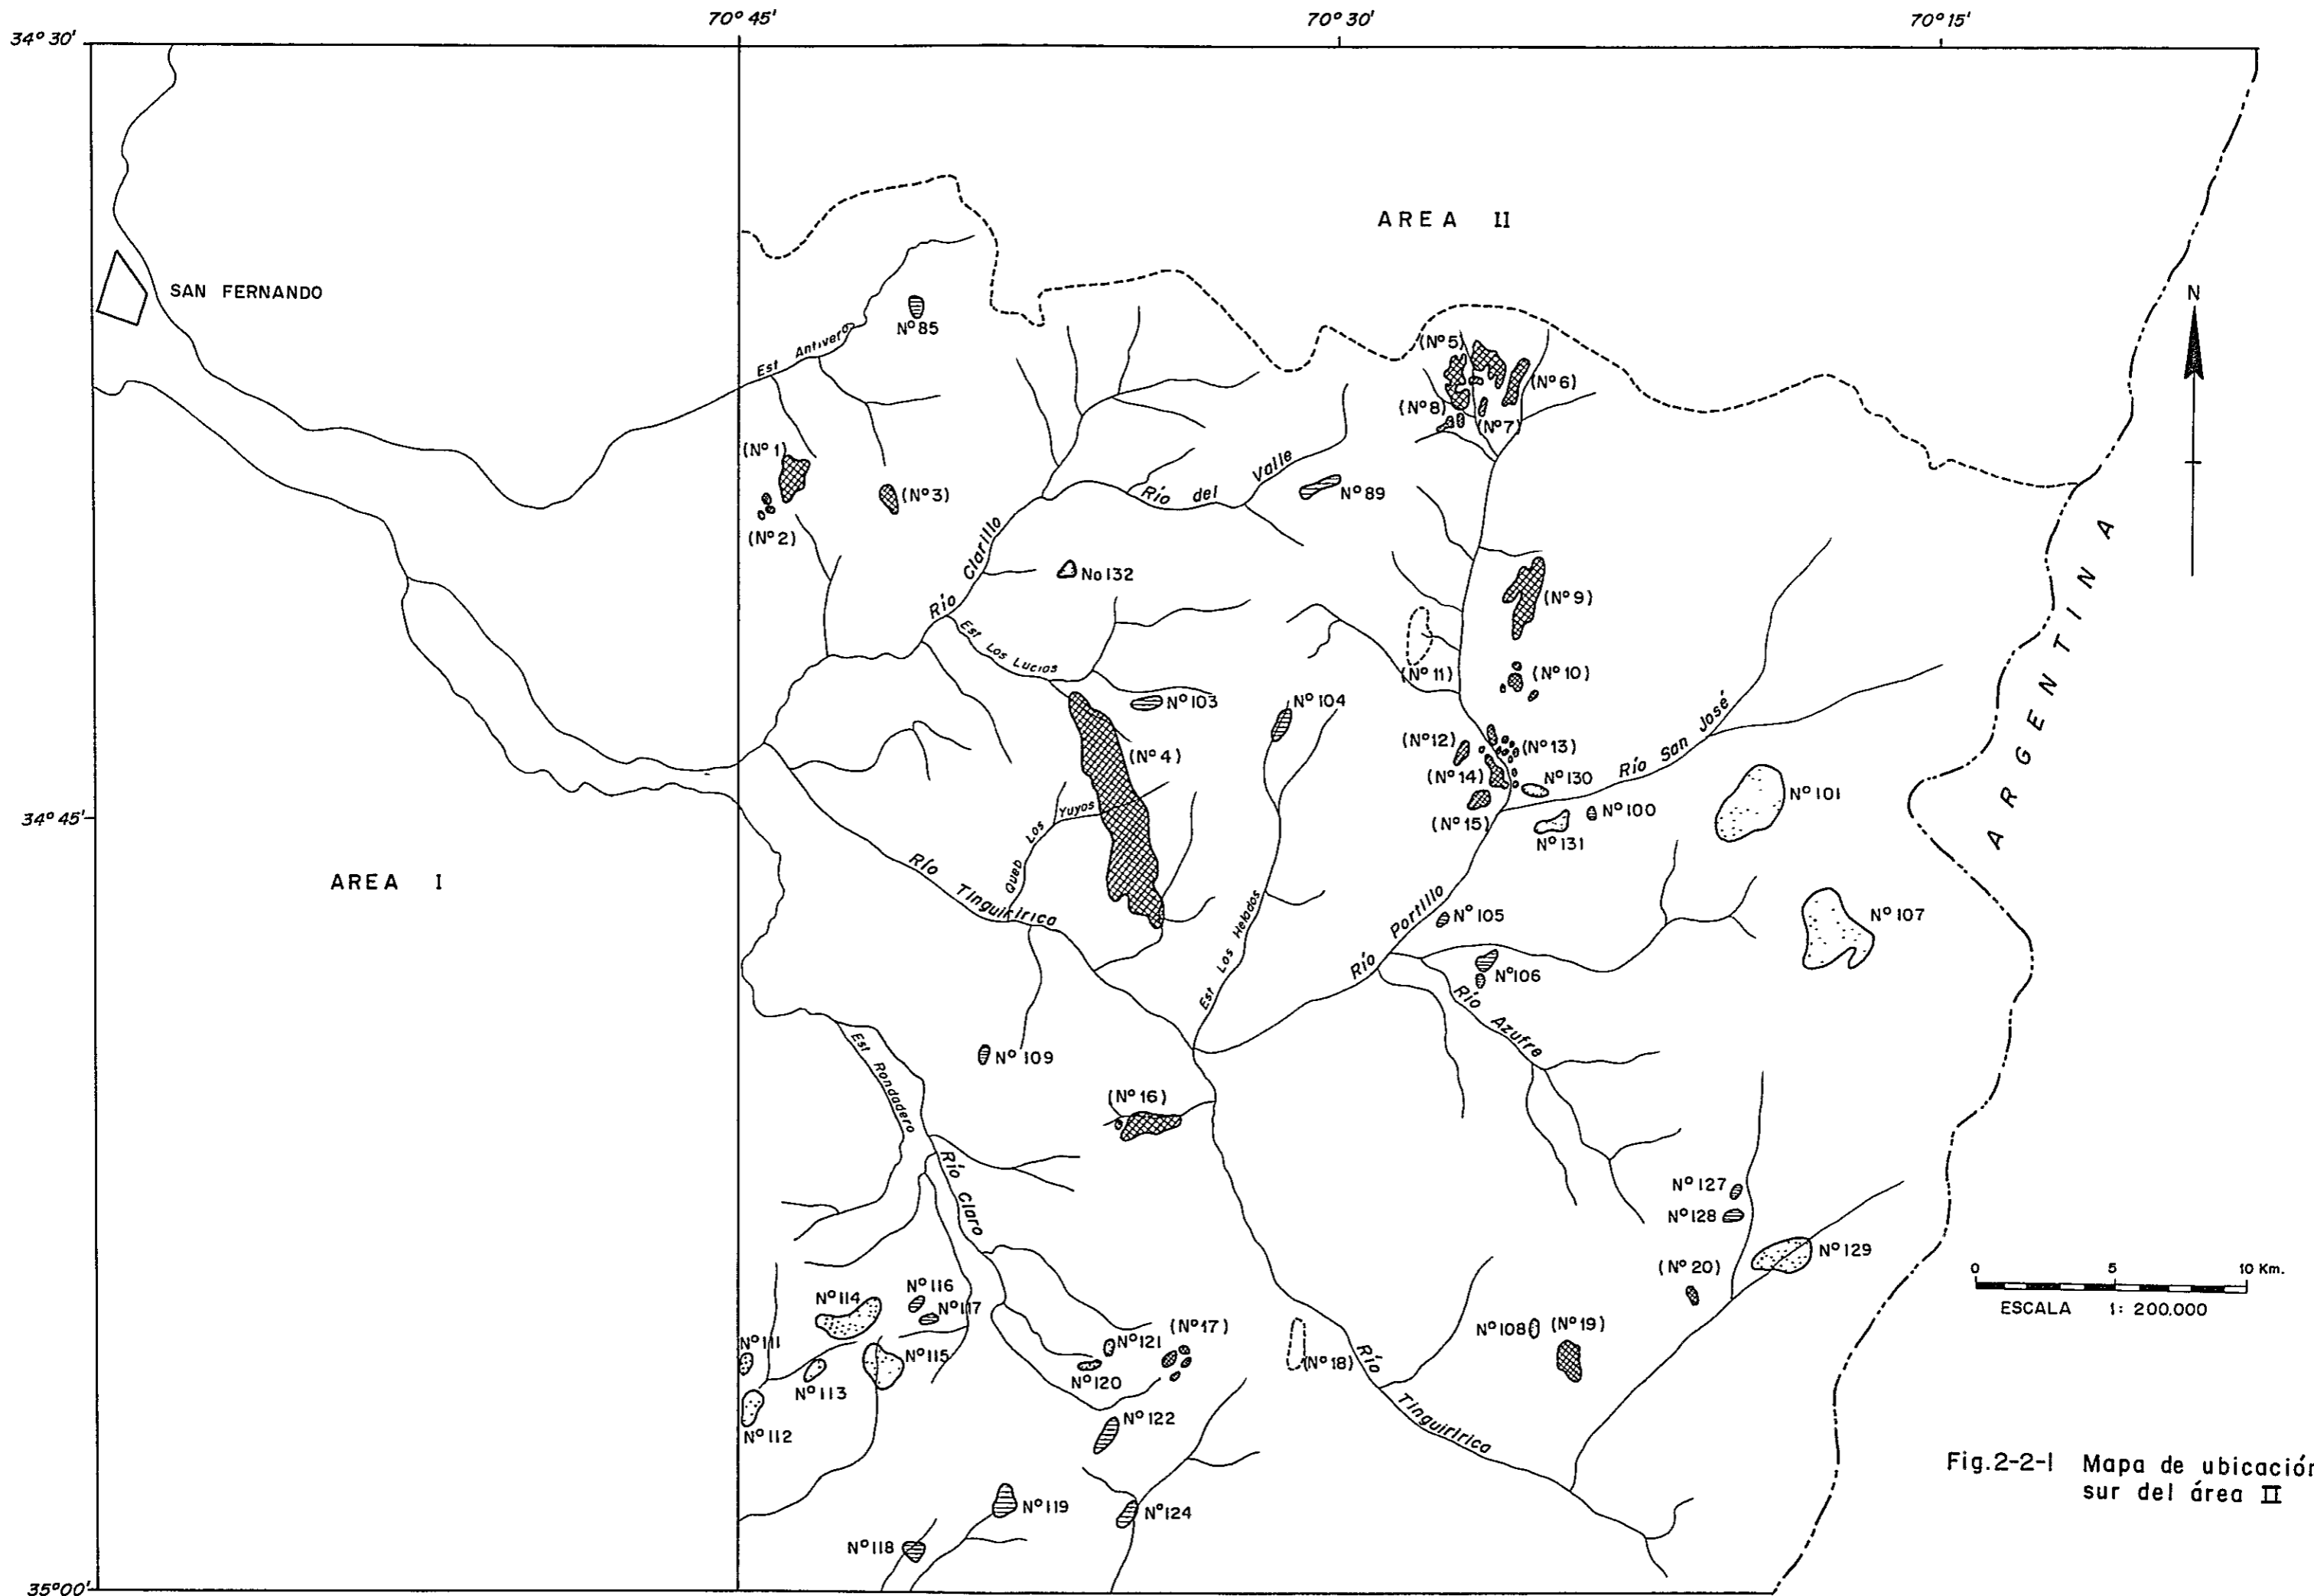 70° 45'
70° 30'
70° 15'
34° 30'
AREA II
SAN FERNANDO
N
N° 85
Est Antivero
(N° 5)
(N° 6)
(N° 8)
(N° 7)
(N° 1)
(N° 3)
(N° 2)
Río del Valle
N° 89
Río Clarillo
No 132
(N° 9)
ARGENTINA
Est Los Lucios
(N° 11)
(N° 10)
N° 103
N° 104
(N° 4)
(N° 12)
(N° 13)
Río San José
(N° 14)
N° 130
N° 101
34° 45'
Queb Los Yuyos
(N° 15)
N° 100
N° 131
AREA I
Río Tinguikirica
Est Los Helados
Río Portillo
N° 105
N° 107
N° 106
Río Azufre
N° 109
Est Rondadero
(N° 16)
Río Claro
N° 127
N° 128
N° 129
(N° 20)
0 5 10 Km.
ESCALA 1: 200.000
N° 114
N° 116
N° 117
N° 111
N° 115
N° 113
N° 121
(N° 17)
N° 120
(N° 18)
N° 108
(N° 19)
N° 112
N° 122
Río Tinguiririca
Fig.2-2-1 Mapa de ubicación
sur del área II
N° 119
N° 124
N° 118
35° 00'